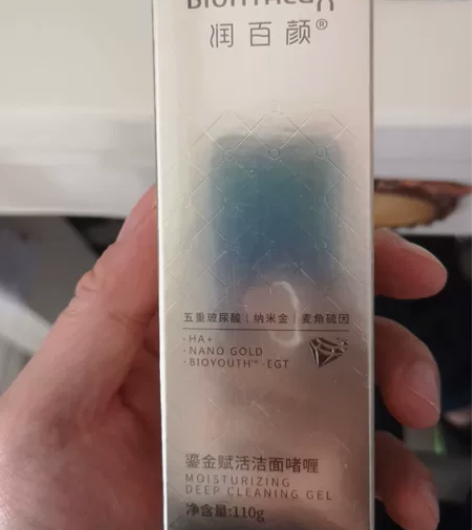 润百颜®
五重玻尿酸 | 纳米金 | 麦角硫因
·HA+
·NANO GOLD
·BIOYOUTH™-EGT
鎏金赋活洁面啫喱
MOISTURIZING
DEEP CLEANING GEL
净含量:110g